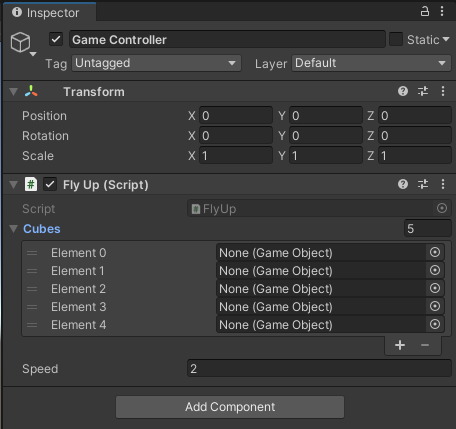 Inspector
Game Controller Static
Tag Untagged Layer Default
Transform
Position X 0 Y 0 Z 0
Rotation X 0 Y 0 Z 0
Scale X 1 Y 1 Z 1
# Fly Up (Script)
Script # FlyUp
Cubes 5
Element 0 None (Game Object)
Element 1 None (Game Object)
Element 2 None (Game Object)
Element 3 None (Game Object)
Element 4 None (Game Object)
+ −
Speed 2
Add Component